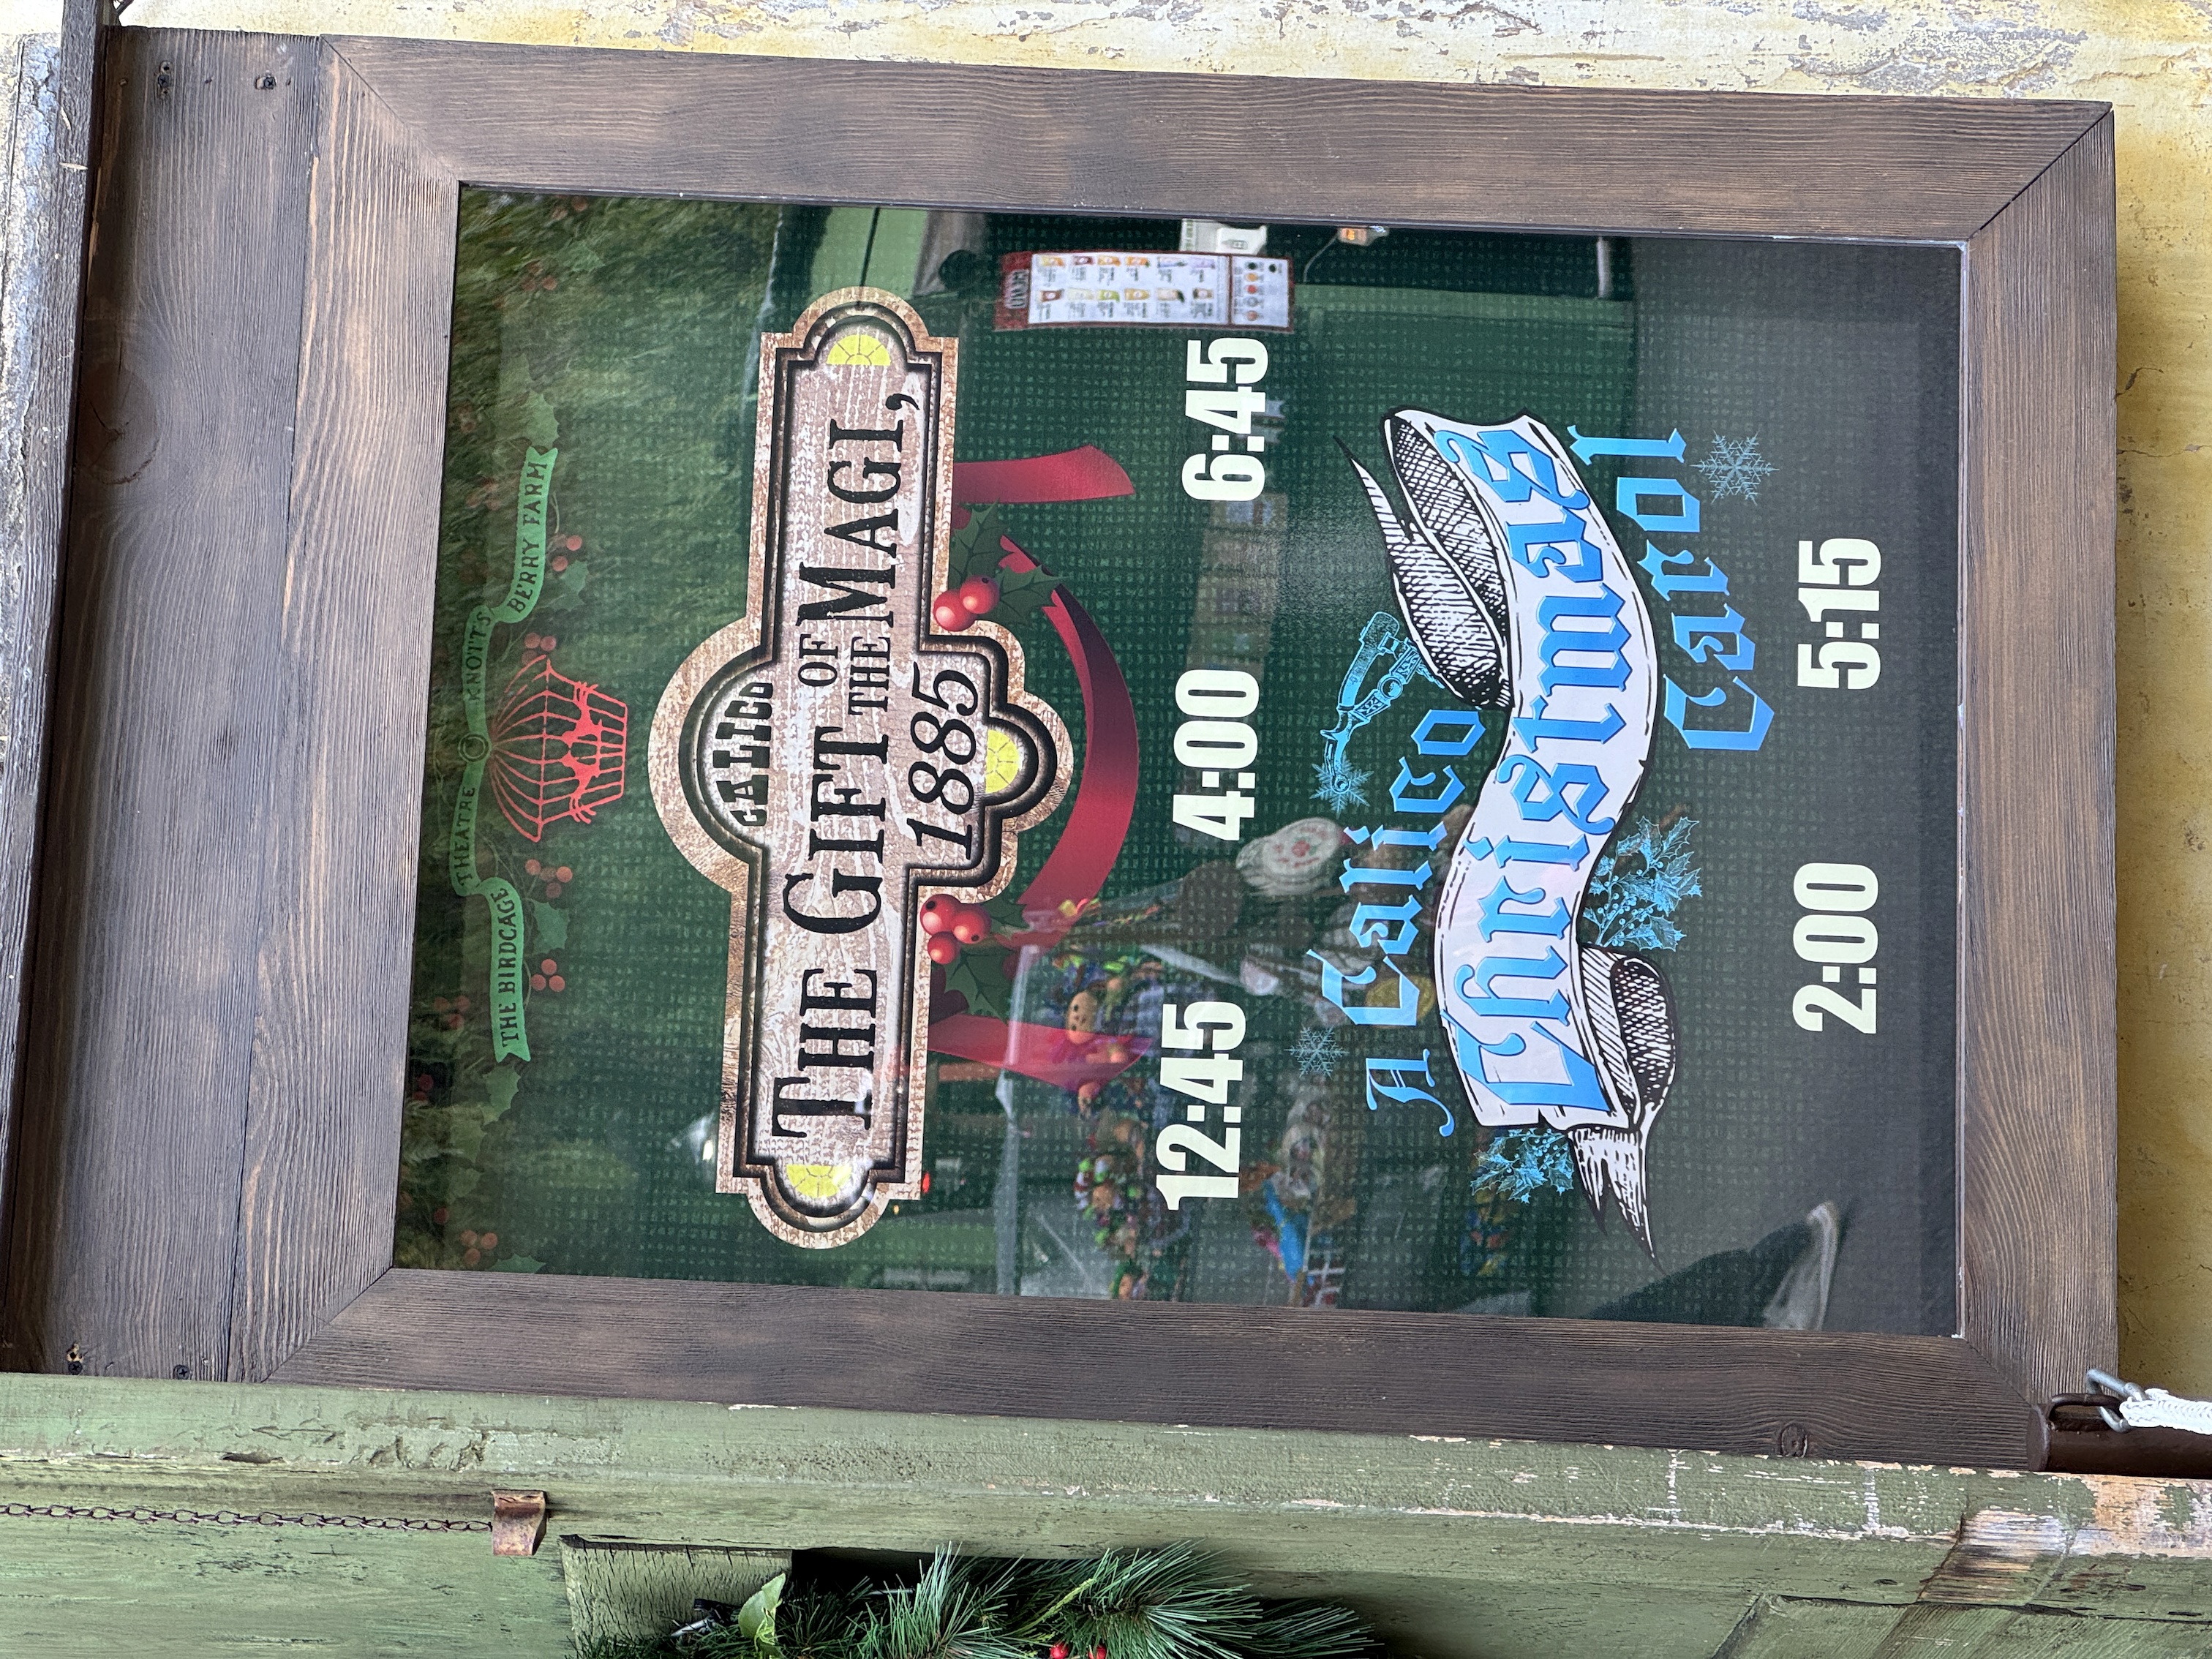 THE BIRDCAGE THEATRE KNOTT'S BERRY FARM
CALICO
THE GIFT OF THE MAGI,
1885
12:45 4:00 6:45
A Calico
Christmas
Carol
2:00 5:15